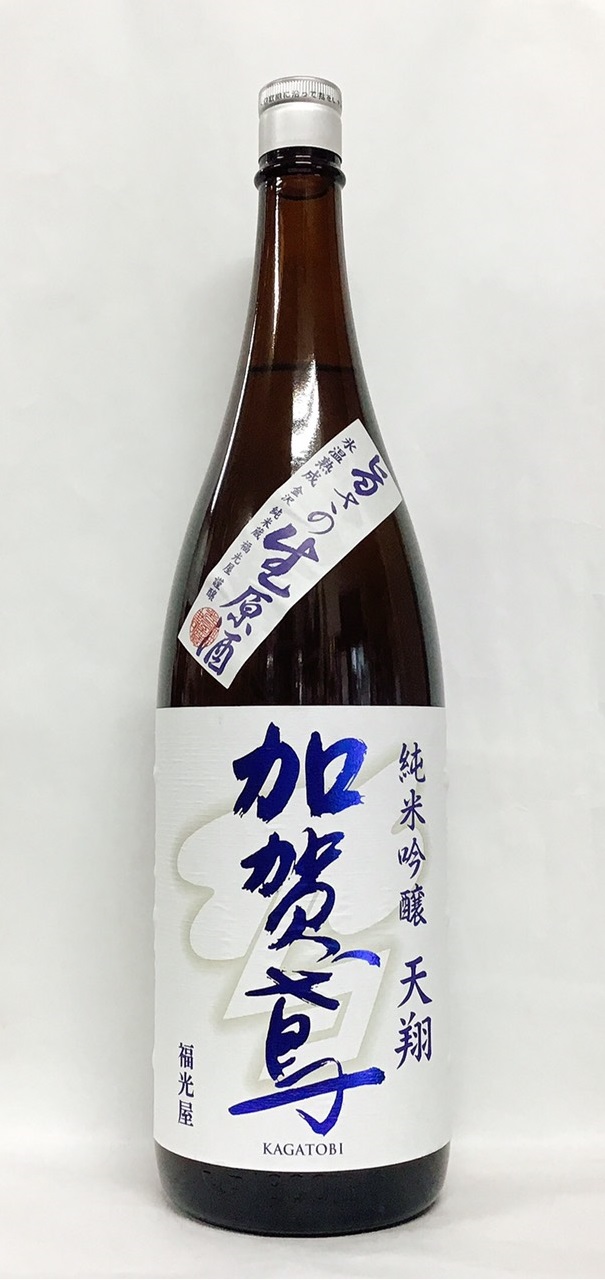 旨さの生原酒
氷温熟成 金沢 純米蔵 福光屋 謹醸
純米吟醸 天翔
加賀鳶
KAGATOBI
福光屋